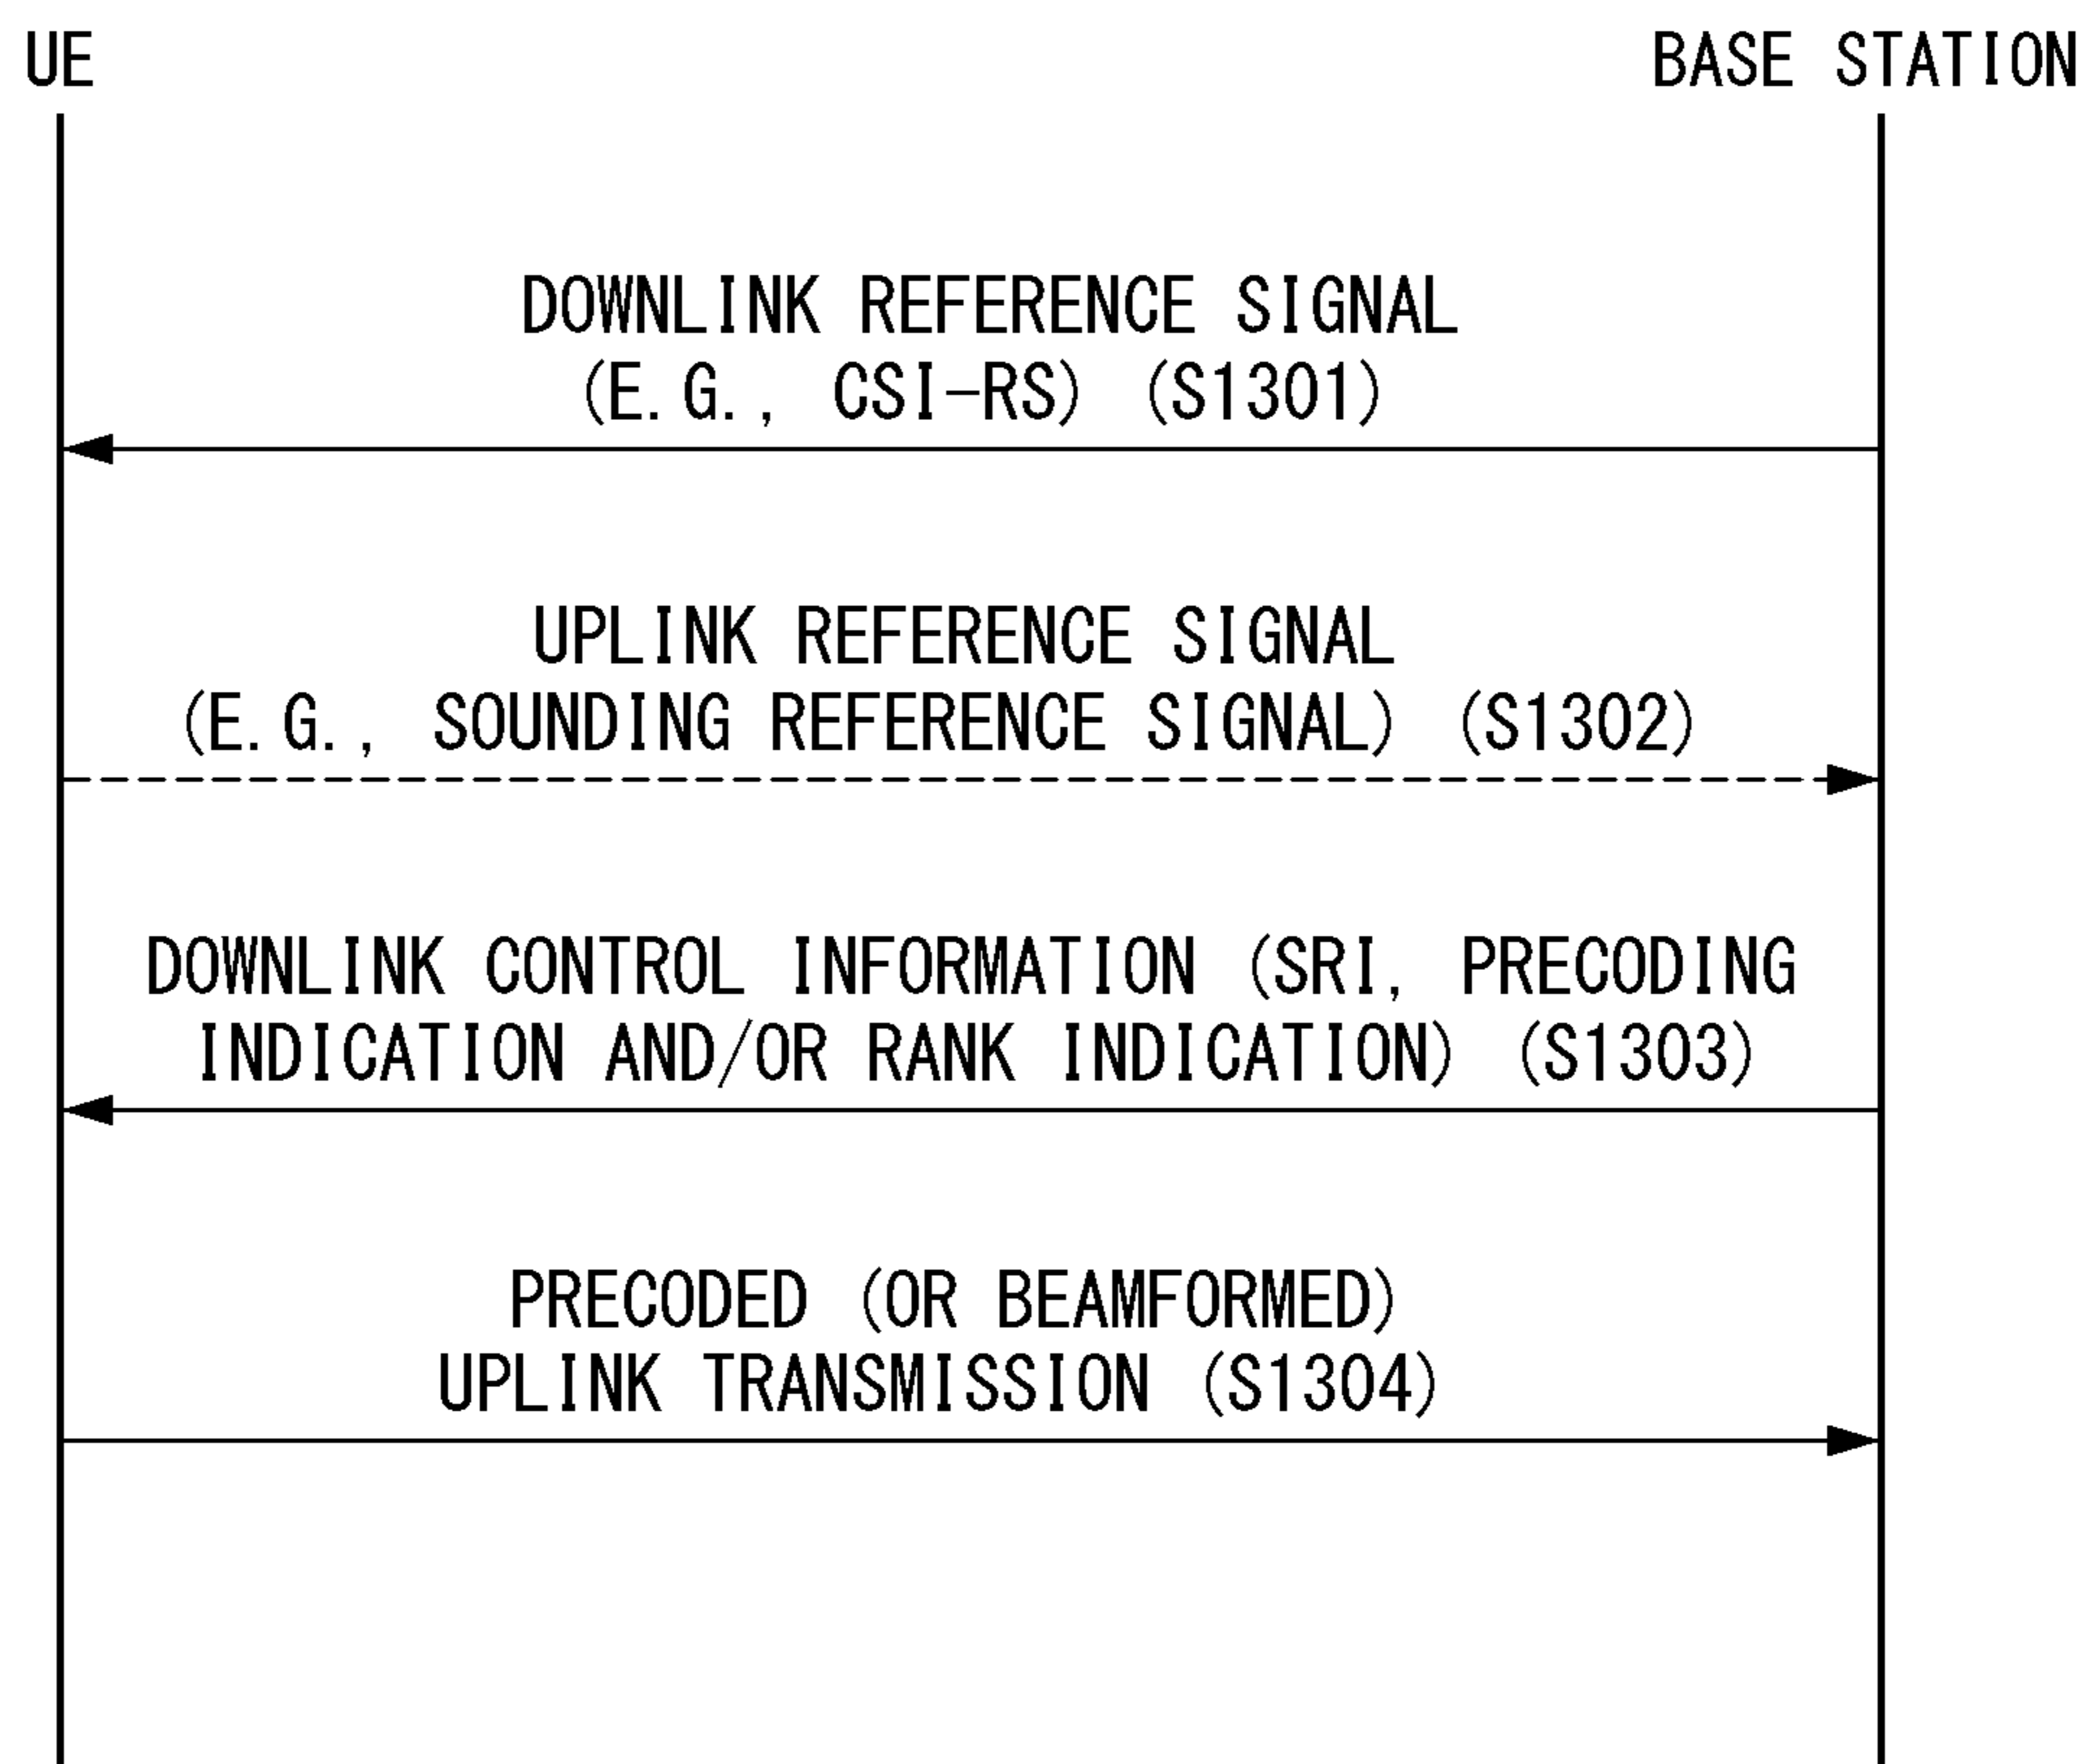 UE
BASE STATION
DOWNLINK REFERENCE SIGNAL
(E.G., CSI-RS) (S1301)
UPLINK REFERENCE SIGNAL
(E.G., SOUNDING REFERENCE SIGNAL) (S1302)
DOWNLINK CONTROL INFORMATION (SRI, PRECODING
INDICATION AND/OR RANK INDICATION) (S1303)
PRECODED (OR BEAMFORMED)
UPLINK TRANSMISSION (S1304)